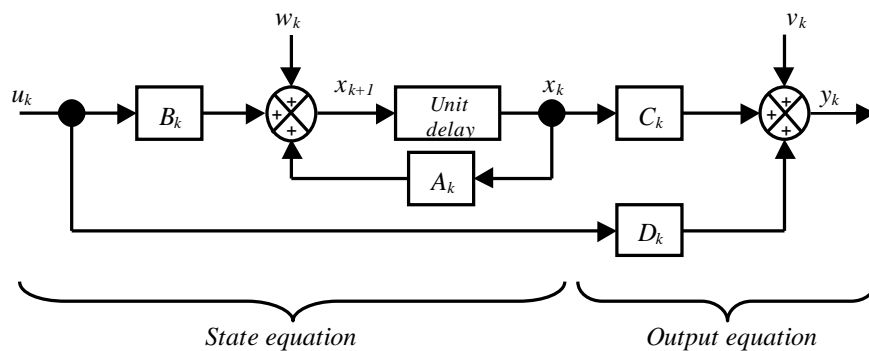 w_k
v_k
u_k
B_k
+
+
+
x_{k+1}
Unit
delay
x_k
C_k
+
+
+
y_k
A_k
D_k
State equation
Output equation